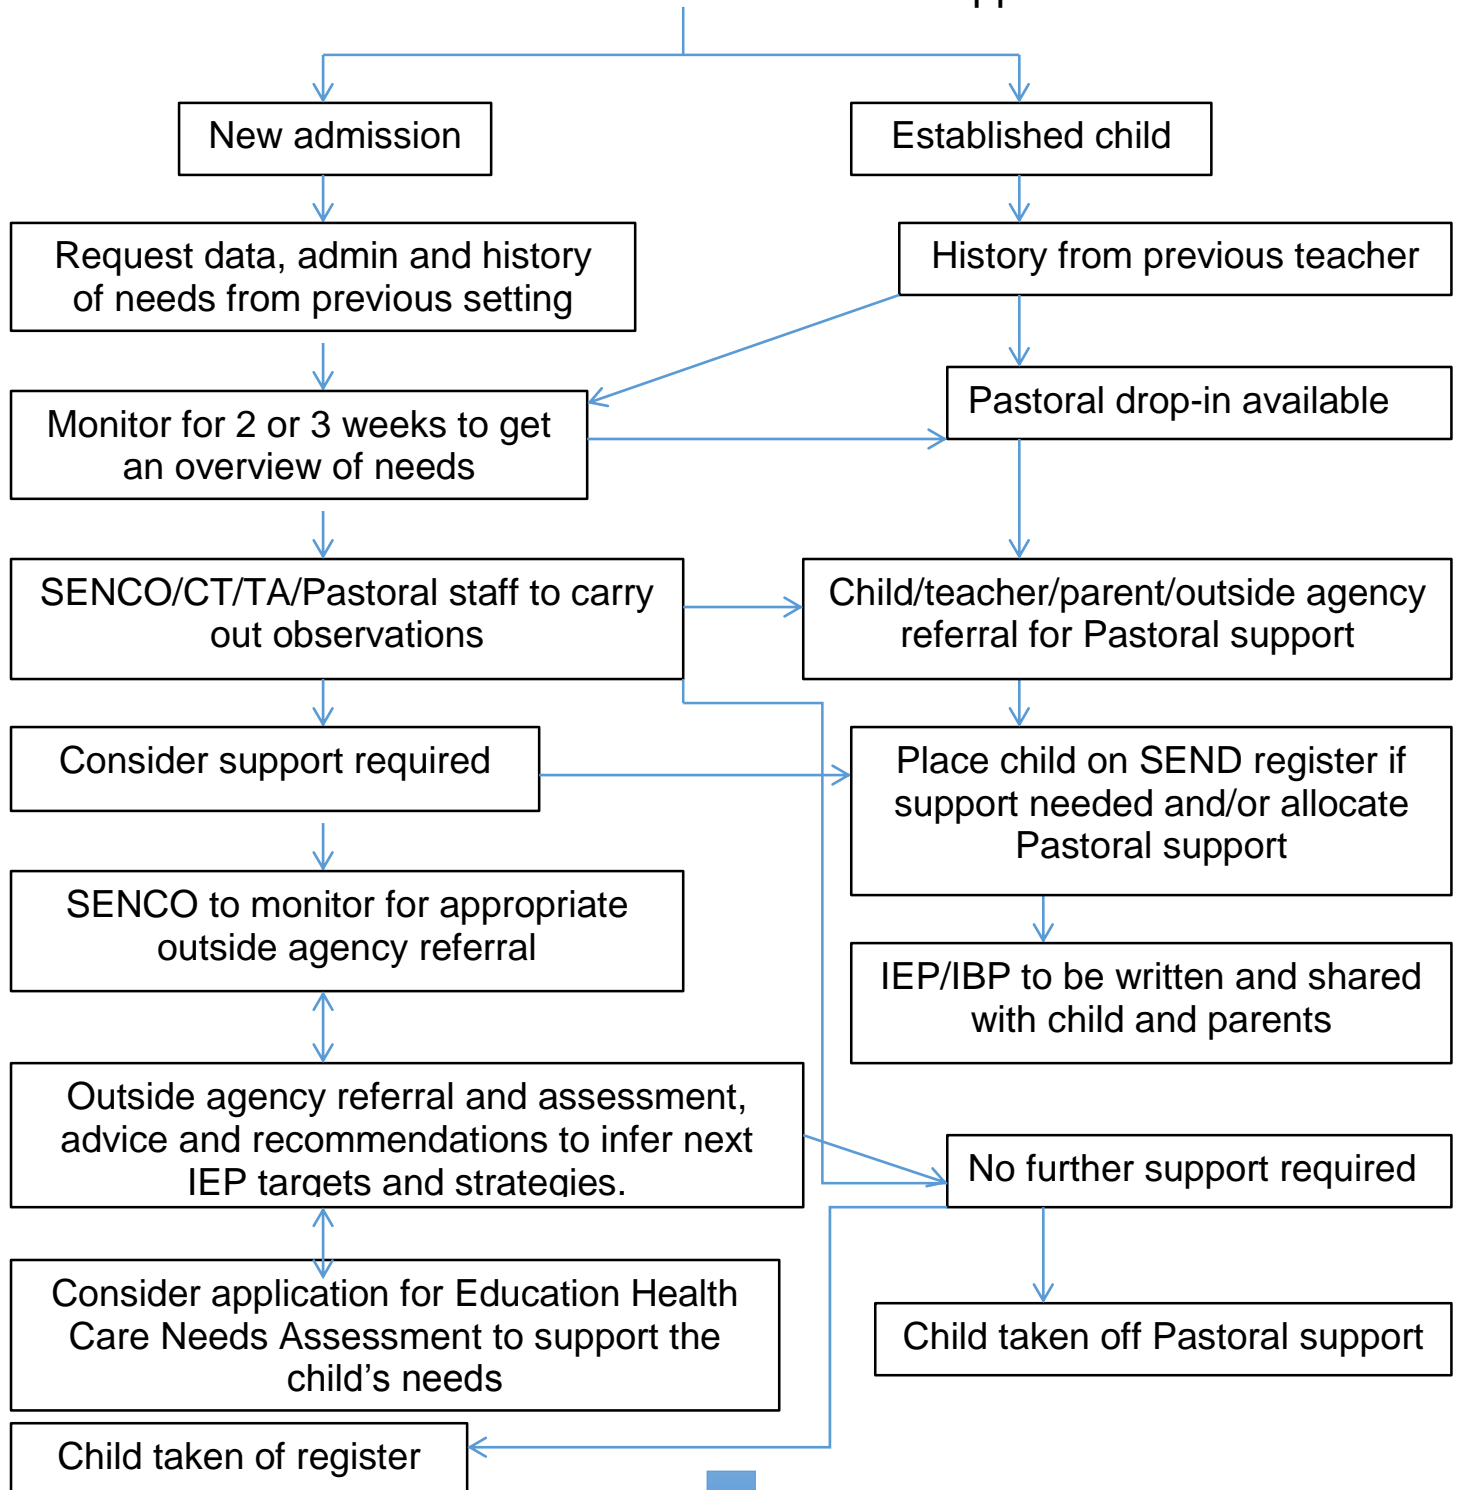 New admission
Established child
Request data, admin and history
of needs from previous setting
History from previous teacher
Monitor for 2 or 3 weeks to get
an overview of needs
Pastoral drop-in available
SENCO/CT/TA/Pastoral staff to carry
out observations
Child/teacher/parent/outside agency
referral for Pastoral support
Consider support required
Place child on SEND register if
support needed and/or allocate
Pastoral support
SENCO to monitor for appropriate
outside agency referral
IEP/IBP to be written and shared
with child and parents
Outside agency referral and assessment,
advice and recommendations to infer next
IEP targets and strategies.
No further support required
Consider application for Education Health
Care Needs Assessment to support the
child’s needs
Child taken off Pastoral support
Child taken of register